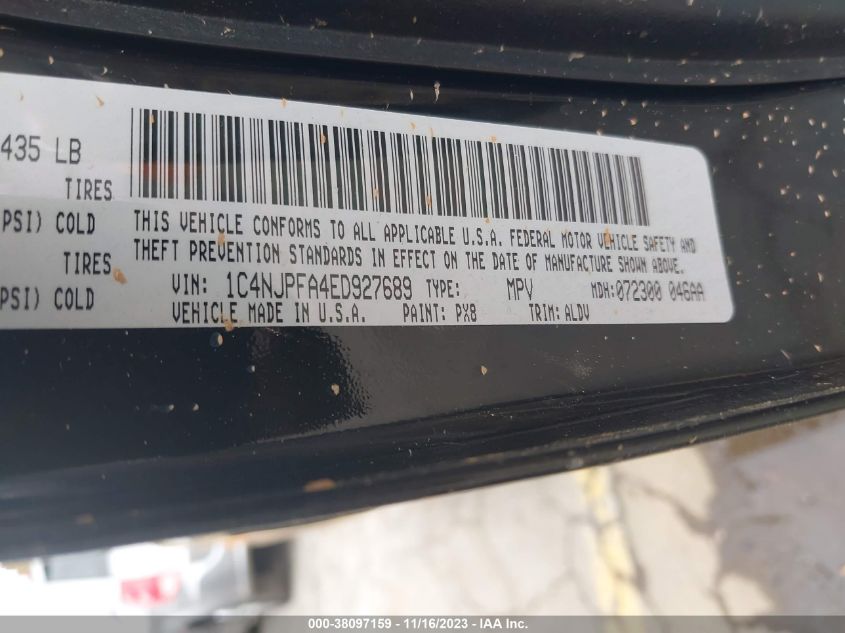 435 LB
TIRES
PSI) COLD
TIRES
PSI) COLD
THIS VEHICLE CONFORMS TO ALL APPLICABLE U.S.A. FEDERAL MOTOR VEHICLE SAFETY AND
THEFT PREVENTION STANDARDS IN EFFECT ON THE DATE OF MANUFACTURE SHOWN ABOVE.
VIN: 1C4NJPFA4ED927689 TYPE: MPV MDH:072300 046AA
VEHICLE MADE IN U.S.A. PAINT: PX8 TRIM: ALDV
000-38097159 - 11/16/2023 - IAA Inc.